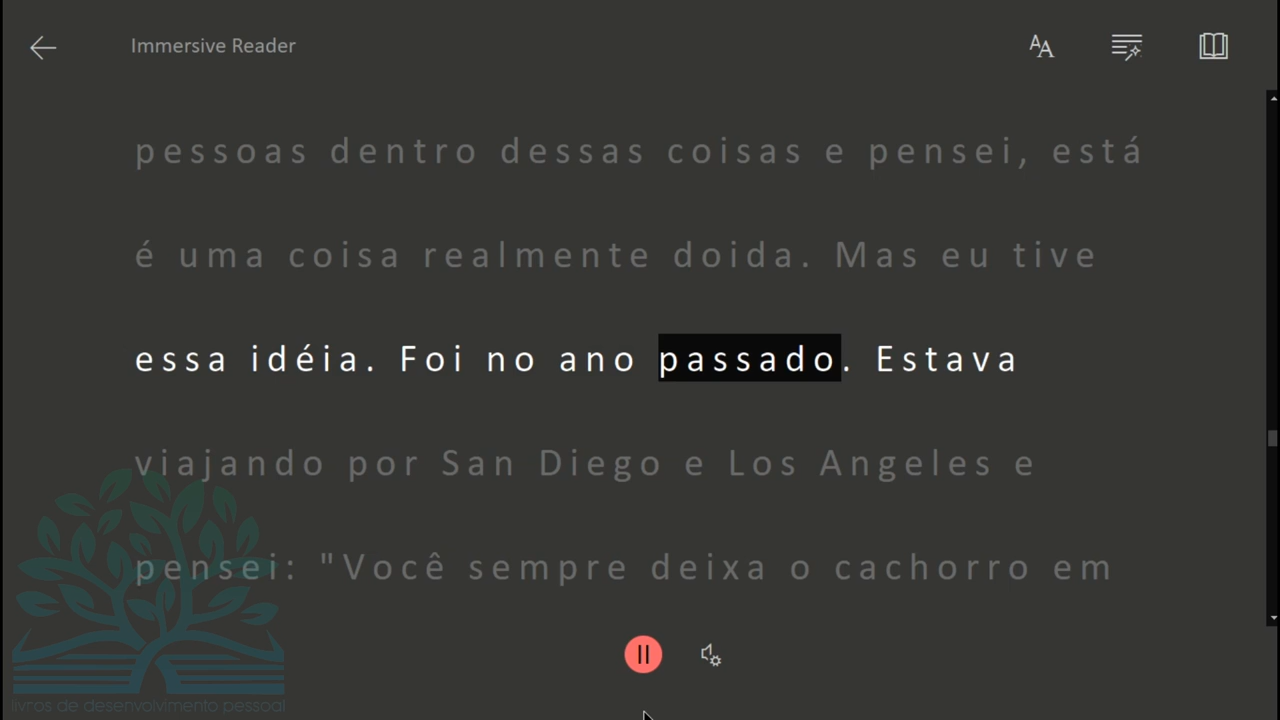 Immersive Reader
pessoas dentro dessas coisas e pensei, está
é uma coisa realmente doida. Mas eu tive
essa idéia. Foi no ano passado. Estava
viajando por San Diego e Los Angeles e
pensei: "Você sempre deixa o cachorro em
livros de desenvolvimento pessoal